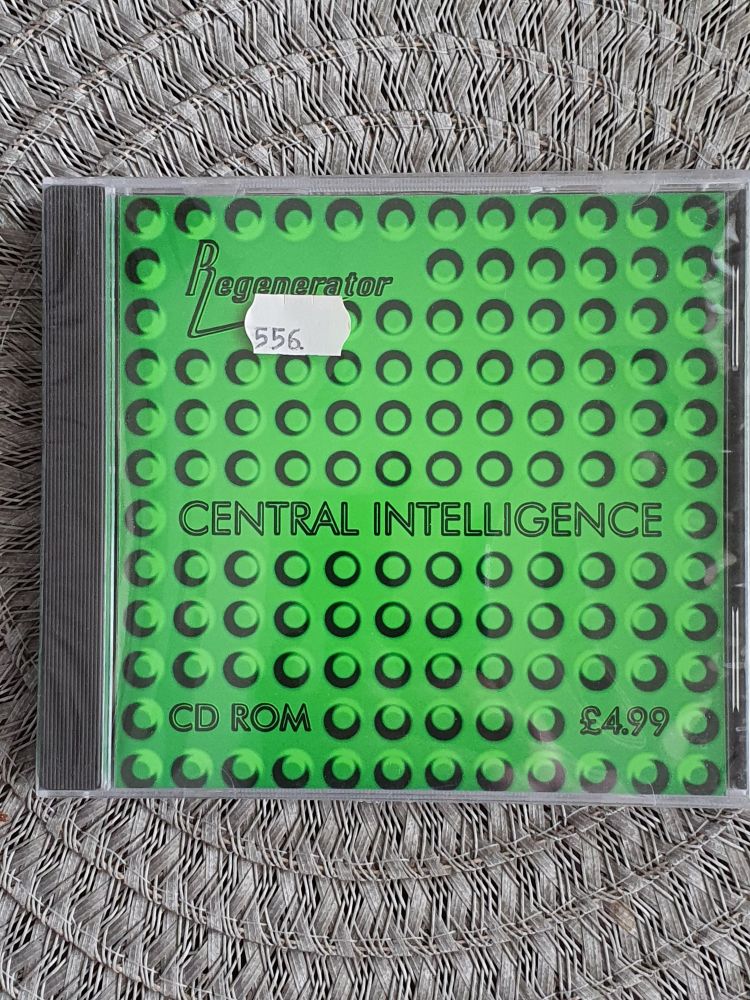 Regenerator
556.
CENTRAL INTELLIGENCE
CD ROM
£4.99